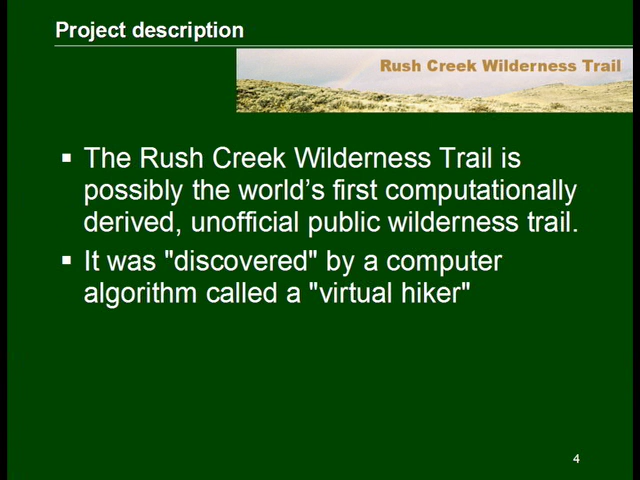 Project description
Rush Creek Wilderness Trail
▪ The Rush Creek Wilderness Trail is
possibly the world’s first computationally
derived, unofficial public wilderness trail.
▪ It was "discovered" by a computer
algorithm called a "virtual hiker"
4